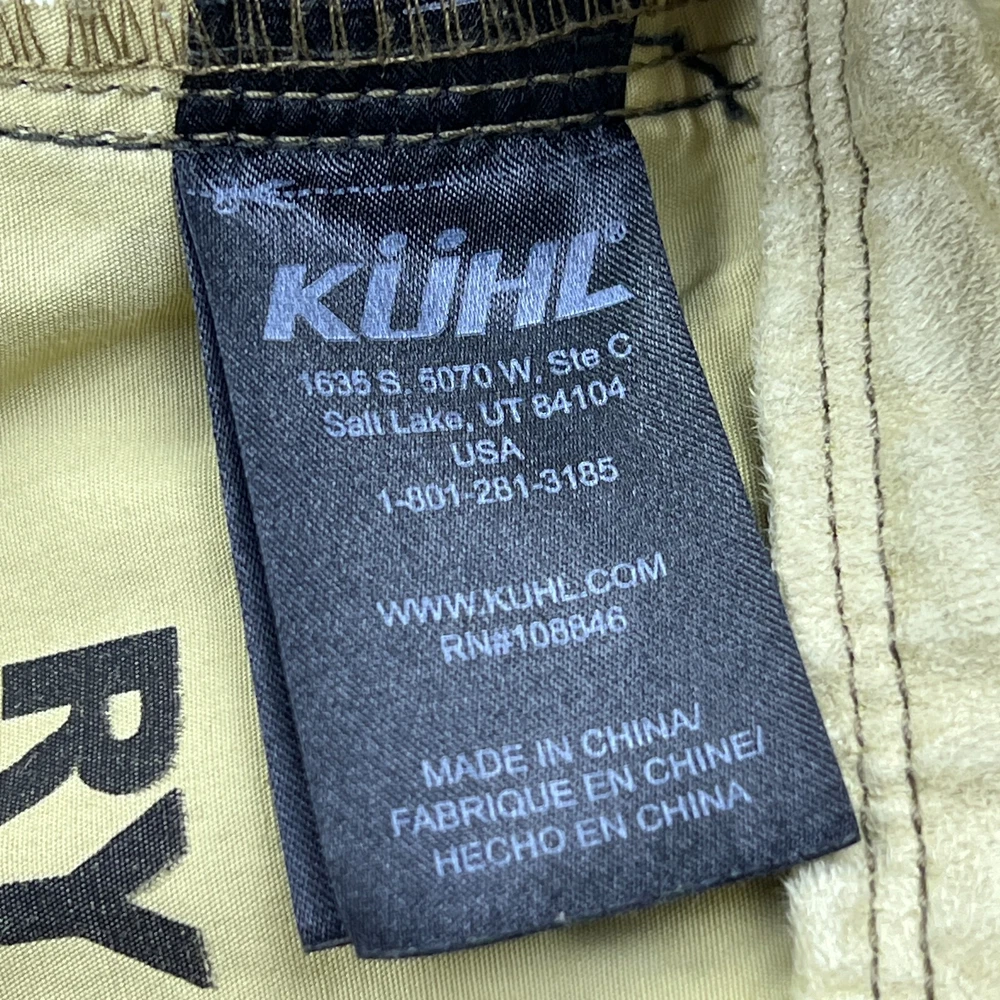 KÜHL®
1635 S. 5070 W. Ste C
Salt Lake, UT 84104
USA
1-801-281-3185
WWW.KUHL.COM
RN#108846
MADE IN CHINA/
FABRIQUE EN CHINE/
HECHO EN CHINA
RY